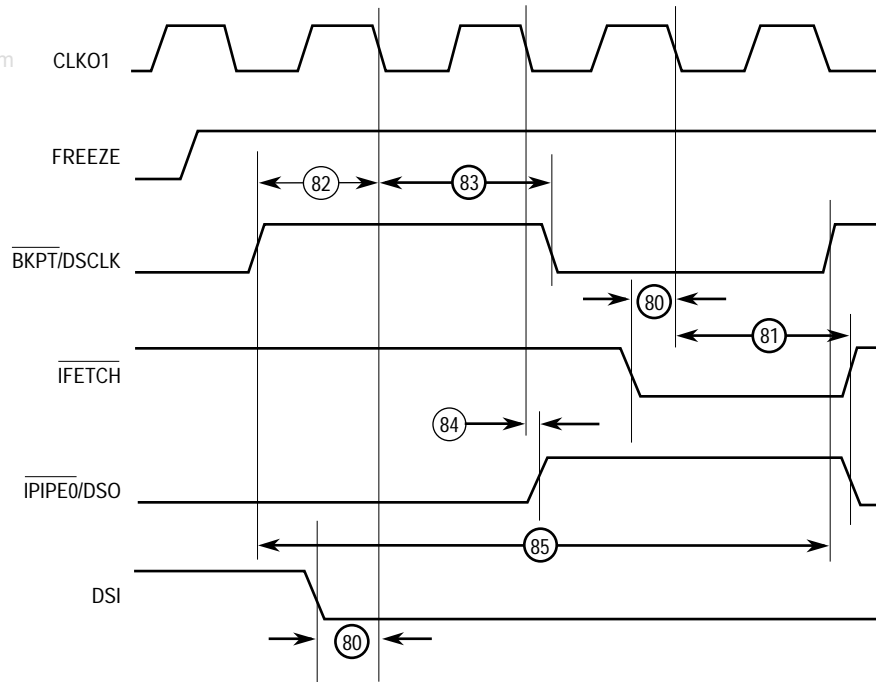 m
CLKO1
FREEZE
82
83
BKPT/DSCLK
80
81
IFETCH
84
IPIPE0/DSO
85
DSI
80